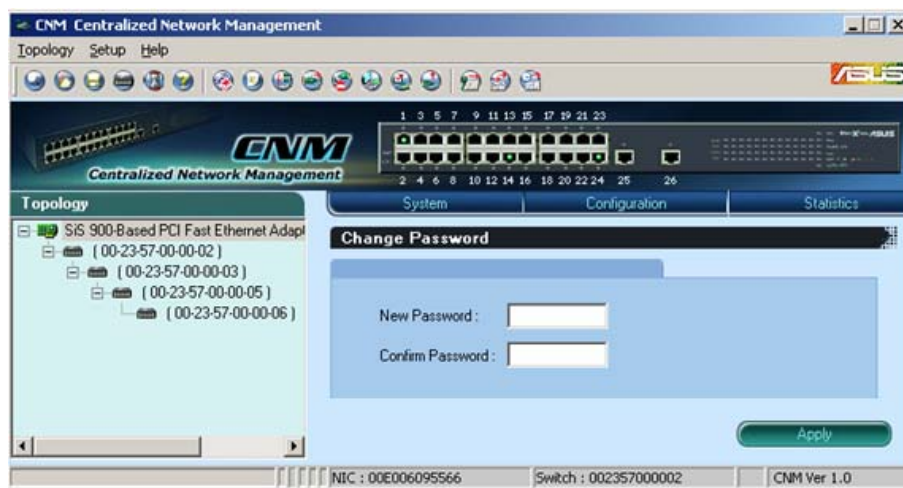 CNM Centralized Network Management
Topology Setup Help
ASUS
1 3 5 7 9 11 13 15 17 19 21 23
CNM
Centralized Network Management
2 4 6 8 10 12 14 16 18 20 22 24 25 26
Topology
System Configuration Statistics
SiS 900-Based PCI Fast Ethernet Adapt
( 00-23-57-00-00-02 )
( 00-23-57-00-00-03 )
( 00-23-57-00-00-05 )
( 00-23-57-00-00-06 )
Change Password
New Password :
Confirm Password :
Apply
NIC : 00E006095566 Switch : 002357000002 CNM Ver 1.0